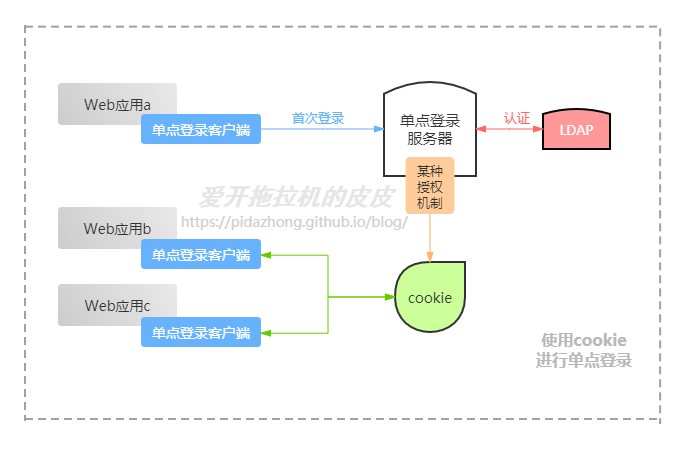 Web应用a
单点登录客户端
首次登录
单点登录
服务器
认证
LDAP
某种
授权
机制
爱开拖拉机的皮皮
https://pidazhong.github.io/blog/
Web应用b
单点登录客户端
Web应用c
单点登录客户端
cookie
使用cookie
进行单点登录